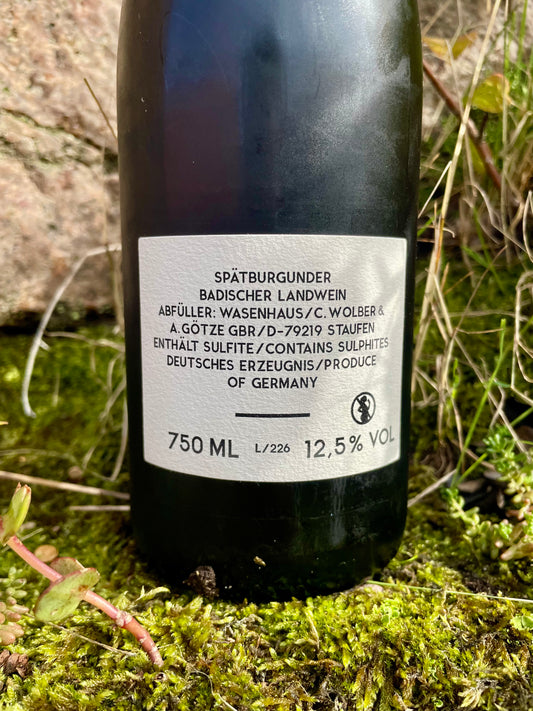 SPÄTBURGUNDER
BADISCHER LANDWEIN
ABFÜLLER: WASENHAUS/C. WOLBER &
A.GÖTZE GBR/D-79219 STAUFEN
ENTHÄLT SULFITE/CONTAINS SULPHITES
DEUTSCHES ERZEUGNIS/PRODUCE
OF GERMANY
750 ML L/226 12,5% VOL